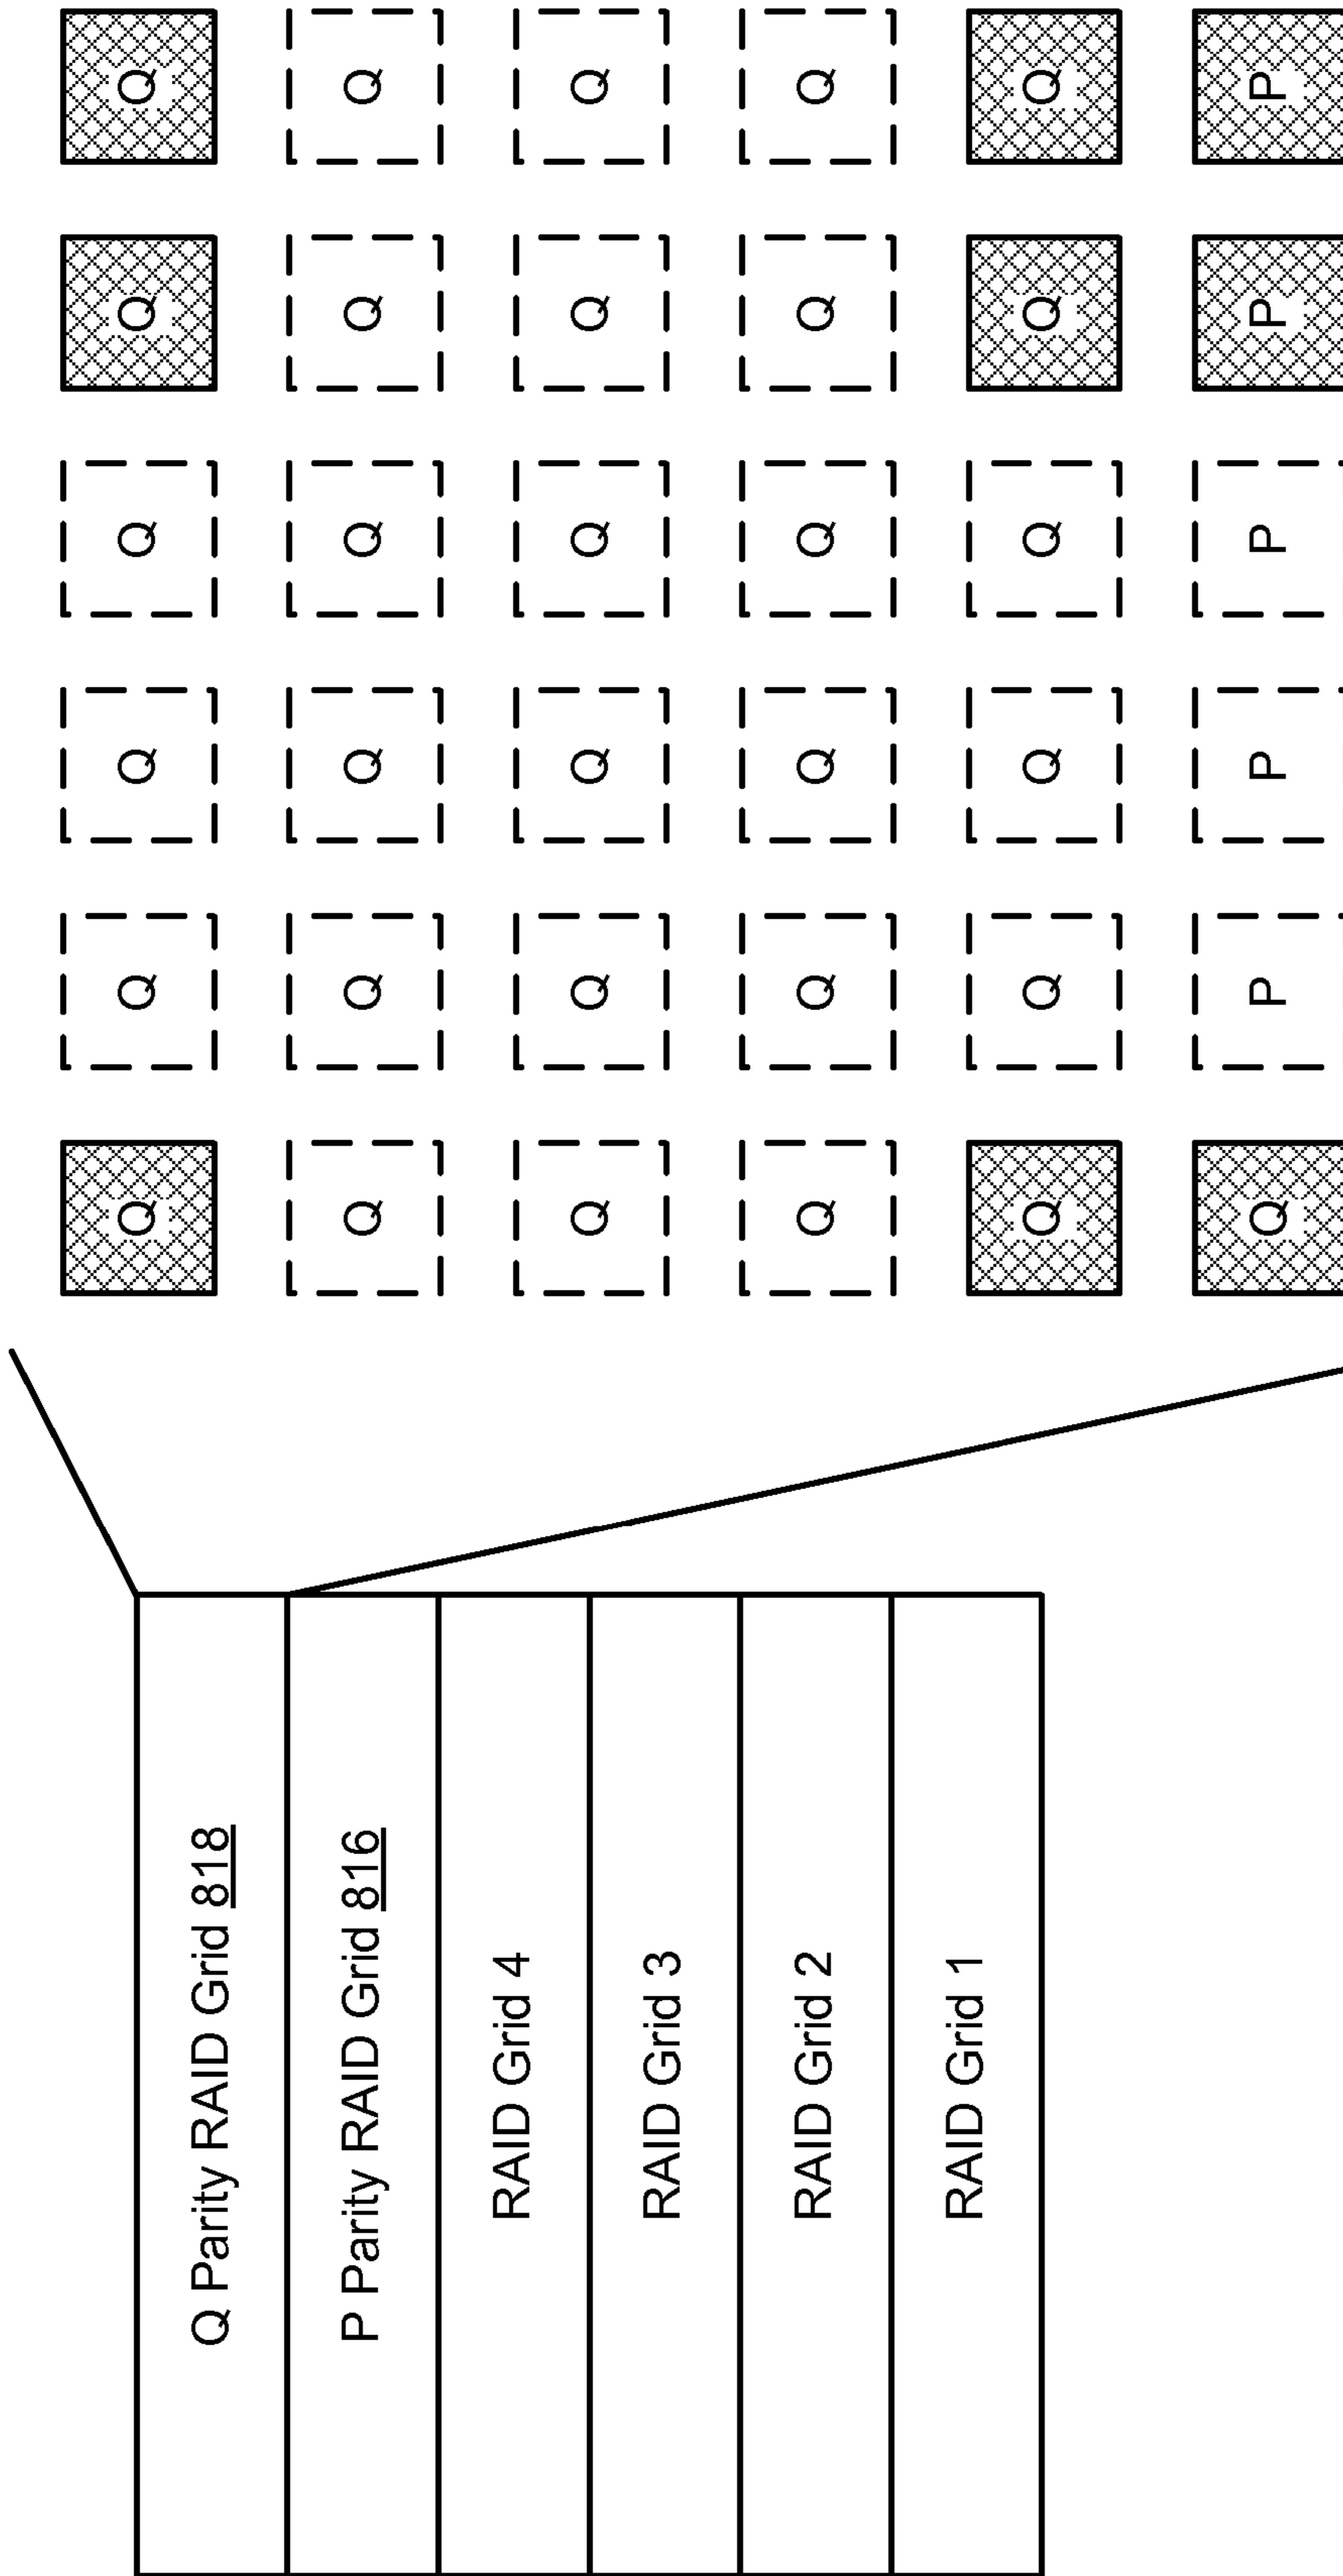 Q Parity RAID Grid 818
P Parity RAID Grid 816
RAID Grid 4
RAID Grid 3
RAID Grid 2
RAID Grid 1
Q Q Q Q Q Q
Q Q Q Q Q Q
Q Q Q Q Q Q
Q Q Q Q Q Q
Q Q Q Q Q Q
Q P P P P P